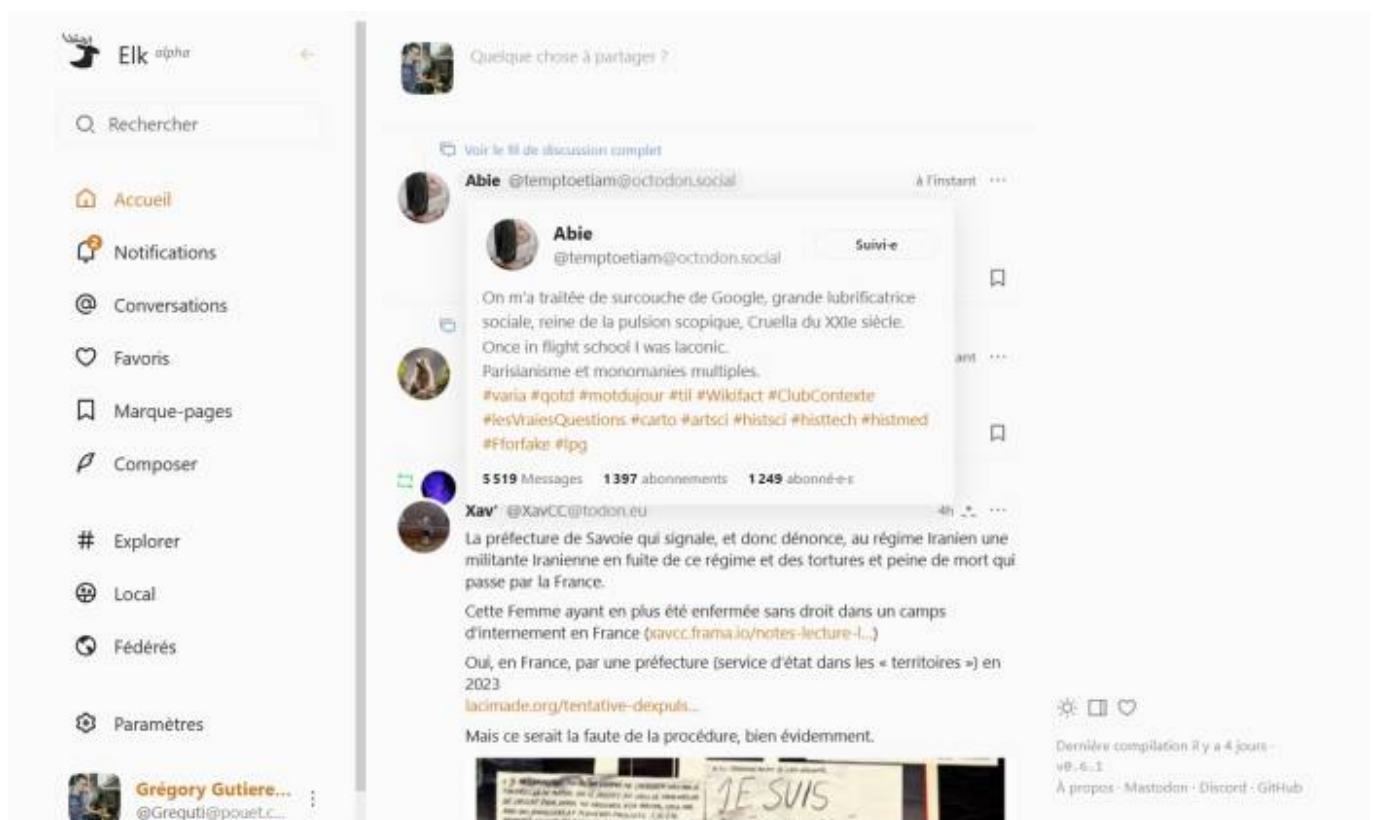 Elk alpha
Rechercher
Accueil
2
Notifications
Conversations
Favoris
Marque-pages
Composer
Explorer
Local
Fédérés
Paramètres
Grégory Gutiere...
@Greguti@pouet.c...
Quelque chose à partager ?
Voir le fil de discussion complet
Abie @temptoetiam@octodon.social à l'instant
Abie
@temptoetiam@octodon.social
Suivi·e
On m'a traitée de surcouche de Google, grande lubrificatrice
sociale, reine de la pulsion scopique, Cruella du XXIe siècle.
Once in flight school I was laconic.
Parisianisme et monomanies multiples.
#varia #qotd #motdujour #til #Wikifact #ClubContexte
#lesVraiesQuestions #carto #artsci #histsci #histtech #histmed
#Fforfake #lpg
5 519 Messages 1 397 abonnements 1 249 abonné·e·s
ant
Xav' @XavCC@todon.eu 4h
La préfecture de Savoie qui signale, et donc dénonce, au régime Iranien une
militante Iranienne en fuite de ce régime et des tortures et peine de mort qui
passe par la France.
Cette Femme ayant en plus été enfermée sans droit dans un camps
d'internement en France (xavcc.frama.io/notes-lecture-l...)
Oui, en France, par une préfecture (service d'état dans les « territoires ») en
2023
lacimade.org/tentative-dexpuls...
Mais ce serait la faute de la procédure, bien évidemment.
JE SUIS
Dernière compilation il y a 4 jours ·
v0.6.1
À propos · Mastodon · Discord · GitHub